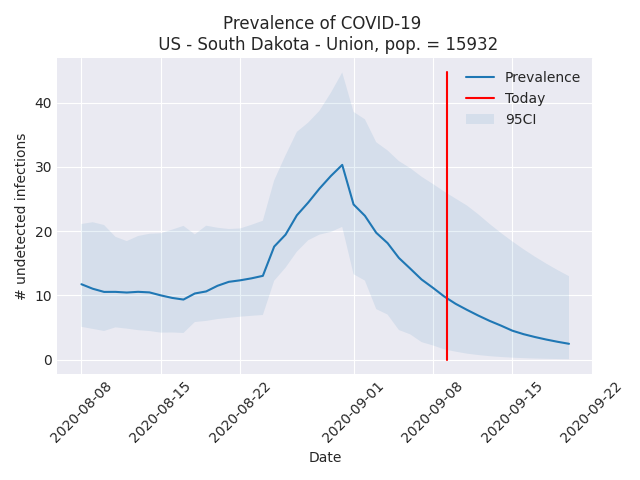 Prevalence of COVID-19
US - South Dakota - Union, pop. = 15932
Prevalence
Today
95CI
# undetected infections
40
30
20
10
0
2020-08-08
2020-08-15
2020-08-22
2020-09-01
2020-09-08
2020-09-15
2020-09-22
Date